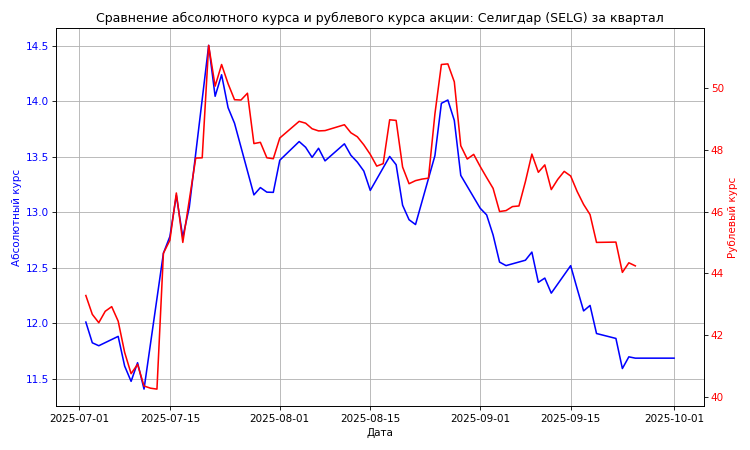 Сравнение абсолютного курса и рублевого курса акции: Селигдар (SELG) за квартал
14.5
14.0
13.5
13.0
12.5
12.0
11.5
Абсолютный курс
50
48
46
44
42
40
Рублевый курс
2025-07-01 2025-07-15 2025-08-01 2025-08-15 2025-09-01 2025-09-15 2025-10-01
Дата